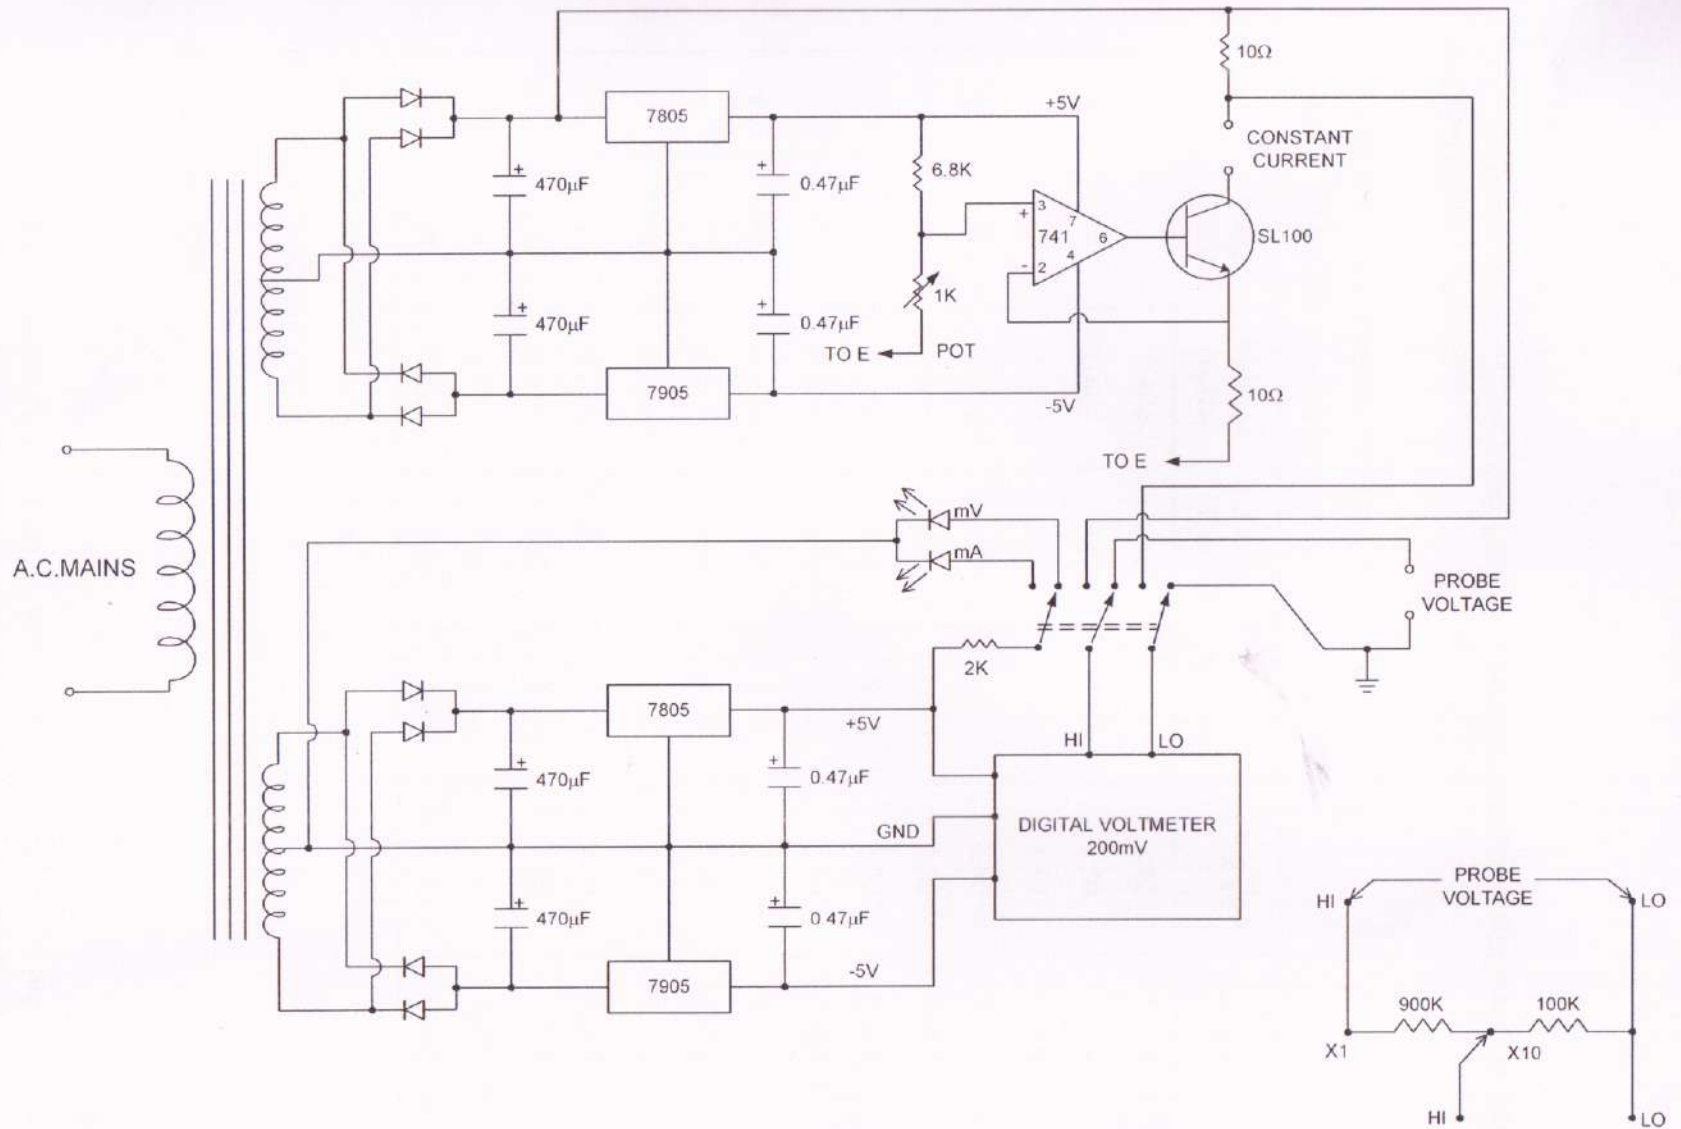 10Ω
7805
+5V
CONSTANT
CURRENT
470µF
+
0.47µF
+
6.8K
3
+
7
741
6
SL100
4
-
2
1K
470µF
+
0.47µF
+
TO E
POT
7905
-5V
10Ω
TO E
mV
mA
A.C.MAINS
PROBE
VOLTAGE
2K
7805
+5V
HI
LO
470µF
+
0.47µF
+
GND
DIGITAL VOLTMETER
200mV
470µF
+
0.47µF
+
PROBE
VOLTAGE
HI
LO
-5V
7905
900K
100K
X1
X10
HI
LO